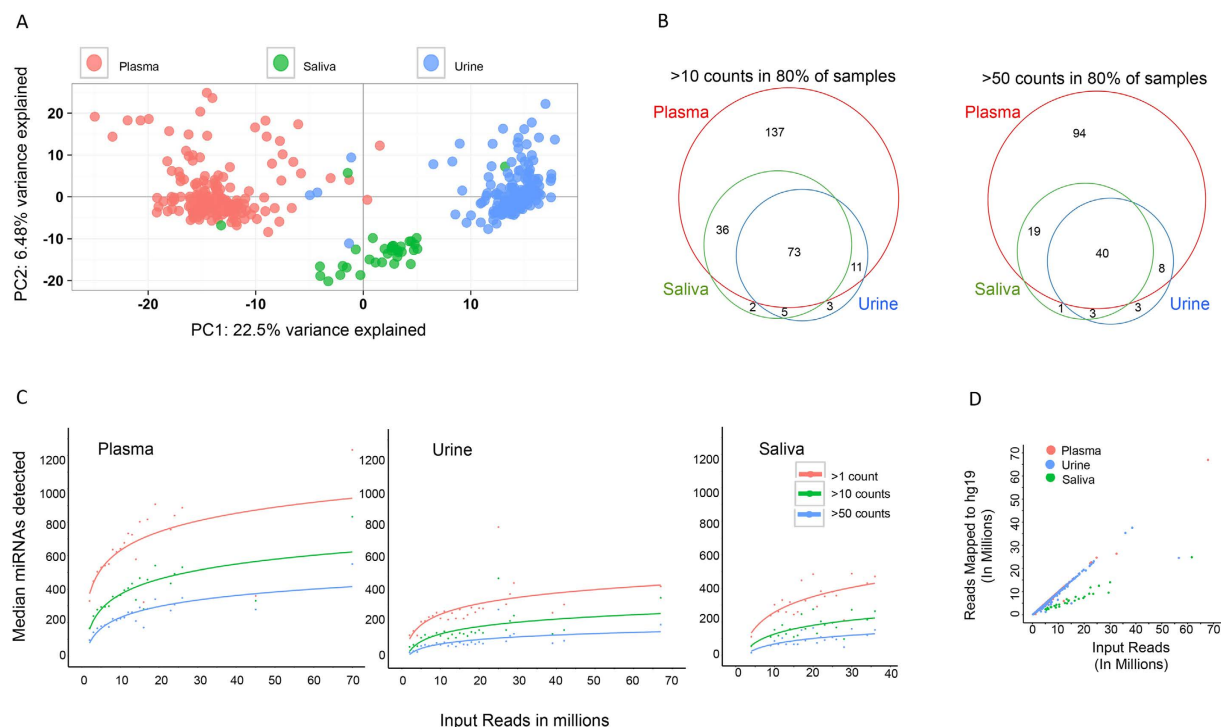 A
B
Plasma
Saliva
Urine
PC2: 6.48% variance explained
20
10
0
-10
-20
-20
-10
0
10
PC1: 22.5% variance explained
>10 counts in 80% of samples
Plasma
137
36
73
11
Saliva
2
5
3
Urine
>50 counts in 80% of samples
Plasma
94
19
40
8
Saliva
1
3
3
Urine
C
D
Median miRNAs detected
Plasma
1200
1000
800
600
400
200
0
0 10 20 30 40 50 60 70
Urine
1200
1000
800
600
400
200
0
0 10 20 30 40 50 60 70
Saliva
>1 count
>10 counts
>50 counts
1200
1000
800
600
400
200
0
0 10 20 30 40
Input Reads in millions
Reads Mapped to hg19
(In Millions)
Plasma
Urine
Saliva
70
60
50
40
30
20
10
0
0 10 20 30 40 50 60 70
Input Reads
(In Millions)